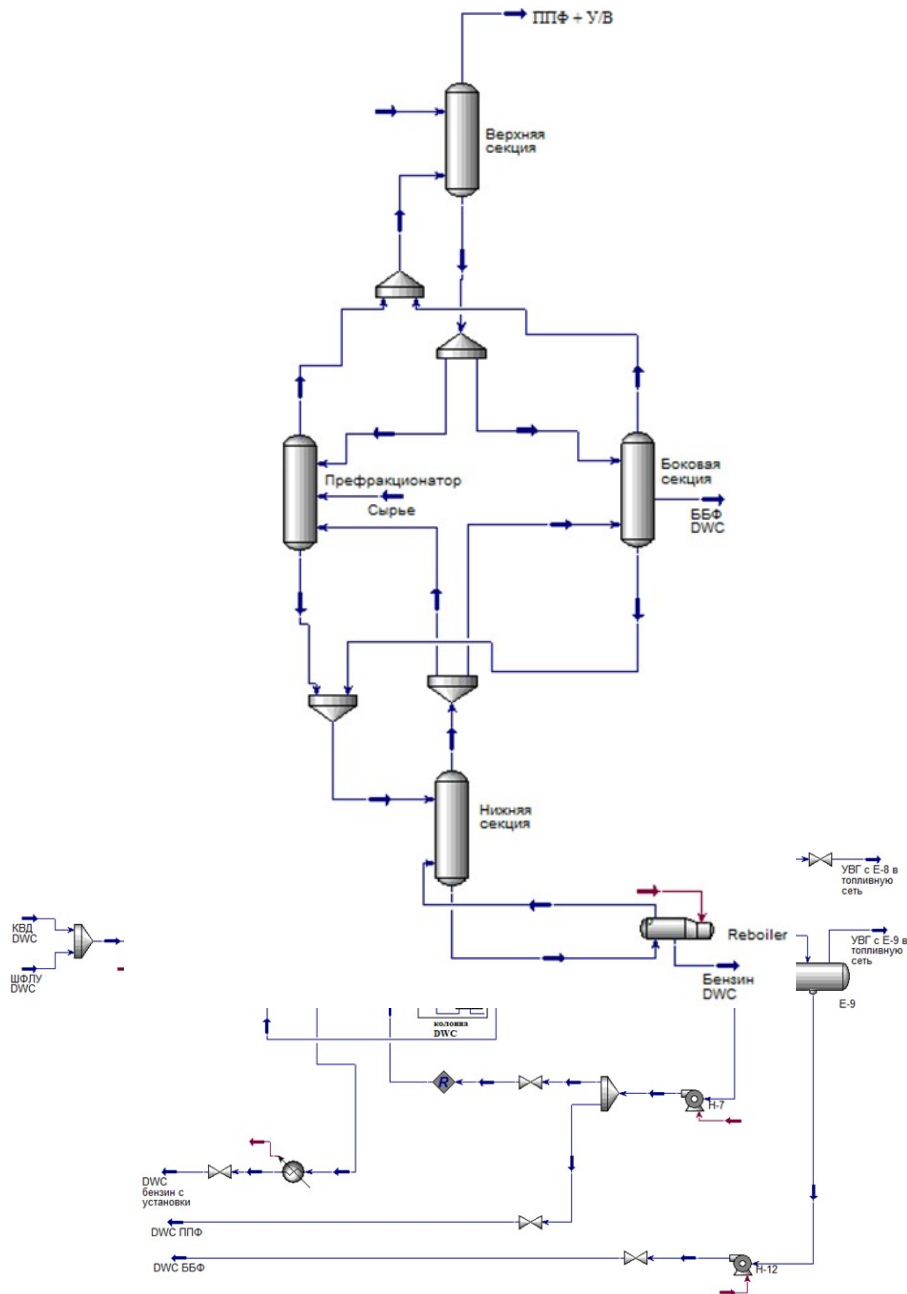 ППФ + У/В
Верхняя
секция
Префракционатор
Сырье
Боковая
секция
ББФ
DWC
Нижняя
секция
УВГ с Е-8 в
топливную
сеть
КВД
DWC
ШФЛУ
DWC
Reboiler
УВГ с Е-9 в
топливную
сеть
Бензин
DWC
Е-9
колонна
DWC
R
Н-7
DWC
бензин с
установки
DWC ППФ
DWC ББФ
Н-12